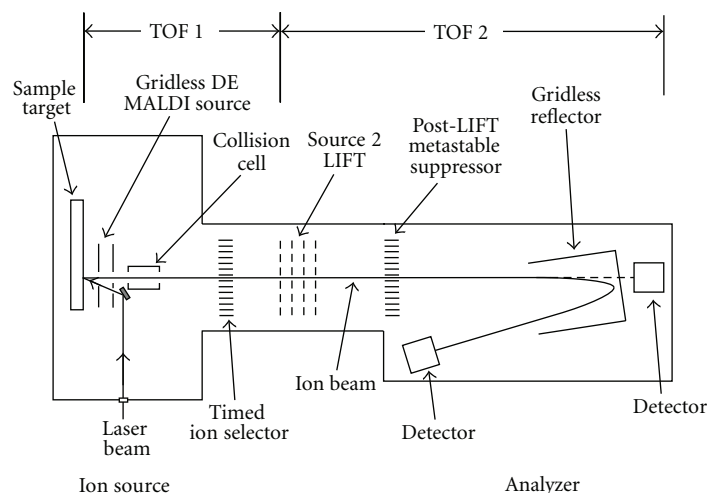 TOF 1
TOF 2
Sample
target
Gridless DE
MALDI source
Collision
cell
Source 2
LIFT
Post-LIFT
metastable
suppressor
Gridless
reflector
Laser
beam
Timed
ion selector
Ion beam
Detector
Detector
Ion source
Analyzer